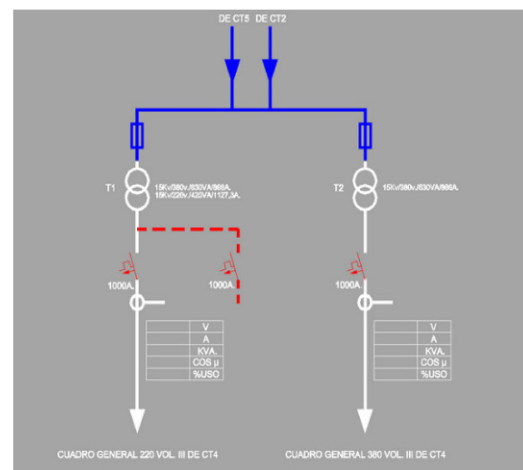 DE CT5 DE CT2
T1
15Kv/380v./630VA/866A.
15Kv/220v./420VA/1127,3A.
T2
15Kv/380v./630VA/866A.
1000A.
1000A.
1000A.
V
A
KVA.
COS µ
%USO
V
A
KVA.
COS µ
%USO
CUADRO GENERAL 220 VOL. III DE CT4
CUADRO GENERAL 380 VOL. III DE CT4